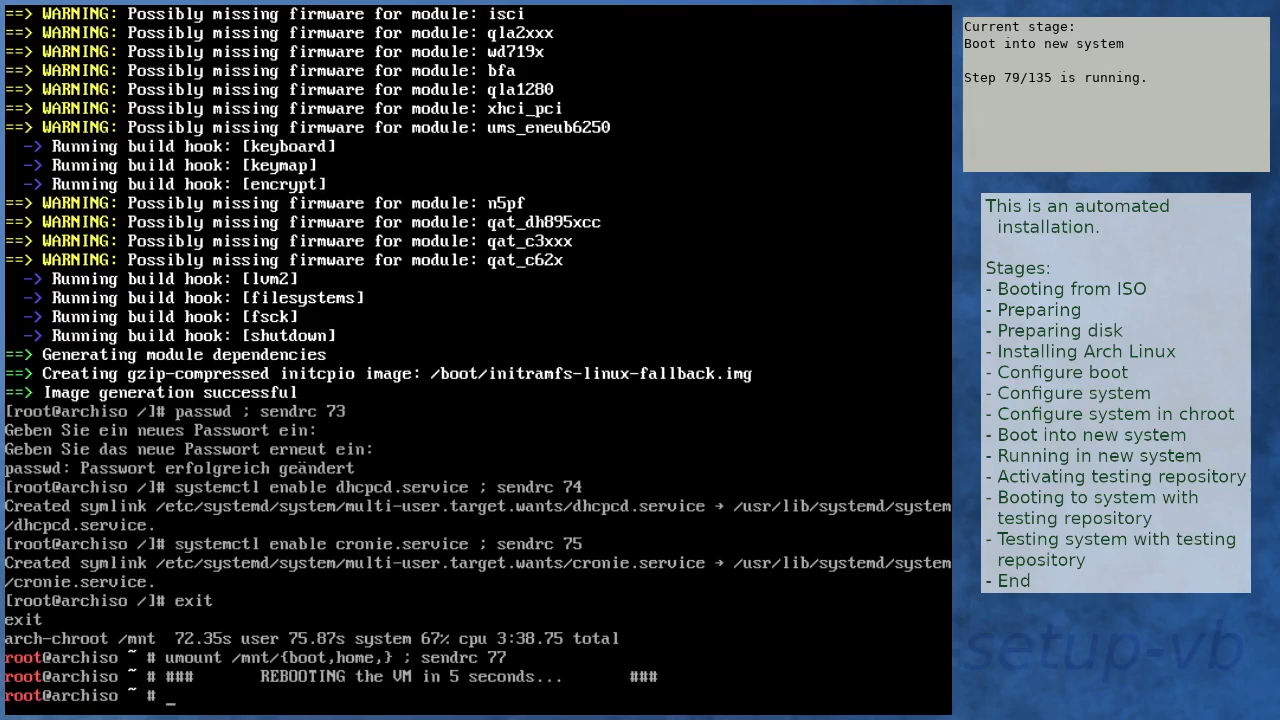 ==> WARNING: Possibly missing firmware for module: isci
==> WARNING: Possibly missing firmware for module: qla2xxx
==> WARNING: Possibly missing firmware for module: wd719x
==> WARNING: Possibly missing firmware for module: bfa
==> WARNING: Possibly missing firmware for module: qla1280
==> WARNING: Possibly missing firmware for module: xhci_pci
==> WARNING: Possibly missing firmware for module: ums_eneub6250
-> Running build hook: [keyboard]
-> Running build hook: [keymap]
-> Running build hook: [encrypt]
==> WARNING: Possibly missing firmware for module: n5pf
==> WARNING: Possibly missing firmware for module: qat_dh895xcc
==> WARNING: Possibly missing firmware for module: qat_c3xxx
==> WARNING: Possibly missing firmware for module: qat_c62x
-> Running build hook: [lvm2]
-> Running build hook: [filesystems]
-> Running build hook: [fsck]
-> Running build hook: [shutdown]
==> Generating module dependencies
==> Creating gzip-compressed initcpio image: /boot/initramfs-linux-fallback.img
==> Image generation successful
[root@archiso /]# passwd ; sendrc 73
Geben Sie ein neues Passwort ein:
Geben Sie das neue Passwort erneut ein:
passwd: Passwort erfolgreich geändert
[root@archiso /]# systemctl enable dhcpcd.service ; sendrc 74
Created symlink /etc/systemd/system/multi-user.target.wants/dhcpcd.service → /usr/lib/systemd/system
/dhcpcd.service.
[root@archiso /]# systemctl enable cronie.service ; sendrc 75
Created symlink /etc/systemd/system/multi-user.target.wants/cronie.service → /usr/lib/systemd/system
/cronie.service.
[root@archiso /]# exit
exit
arch-chroot /mnt  72.35s user 75.87s system 67% cpu 3:38.75 total
root@archiso ~ # umount /mnt/{boot,home,} ; sendrc 77
root@archiso ~ # ###       REBOOTING the VM in 5 seconds...       ###
root@archiso ~ # _
Current stage:
Boot into new system
Step 79/135 is running.
This is an automated
installation.
Stages:
- Booting from ISO
- Preparing
- Preparing disk
- Installing Arch Linux
- Configure boot
- Configure system
- Configure system in chroot
- Boot into new system
- Running in new system
- Activating testing repository
- Booting to system with
testing repository
- Testing system with testing
repository
- End
setup-vb